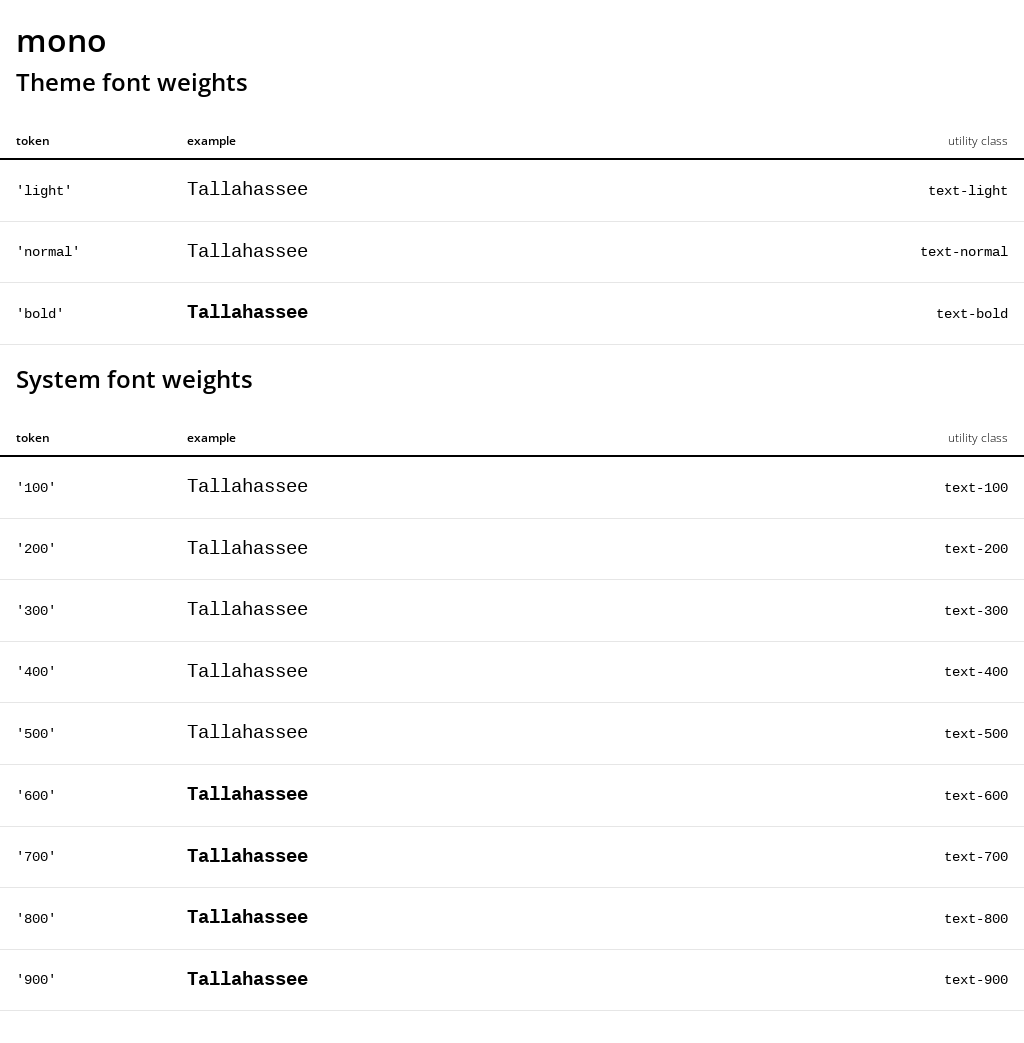 mono
Theme font weights
token example utility class
'light' Tallahassee text-light
'normal' Tallahassee text-normal
'bold' Tallahassee text-bold
System font weights
token example utility class
'100' Tallahassee text-100
'200' Tallahassee text-200
'300' Tallahassee text-300
'400' Tallahassee text-400
'500' Tallahassee text-500
'600' Tallahassee text-600
'700' Tallahassee text-700
'800' Tallahassee text-800
'900' Tallahassee text-900